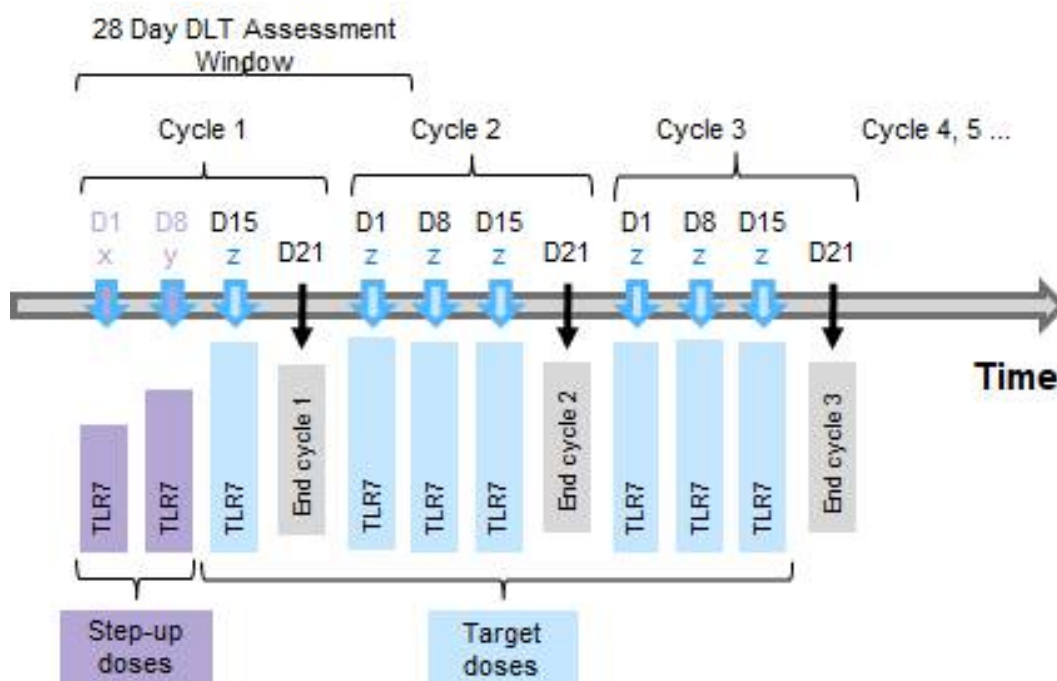 28 Day DLT Assessment
Window
Cycle 1
Cycle 2
Cycle 3
Cycle 4, 5 ...
D1
D8
D15
D21
D1
D8
D15
D21
D1
D8
D15
D21
x
y
z
z
z
z
z
z
z
Time
TLR7
TLR7
TLR7
End cycle 1
TLR7
TLR7
TLR7
End cycle 2
TLR7
TLR7
TLR7
End cycle 3
Step-up
doses
Target
doses